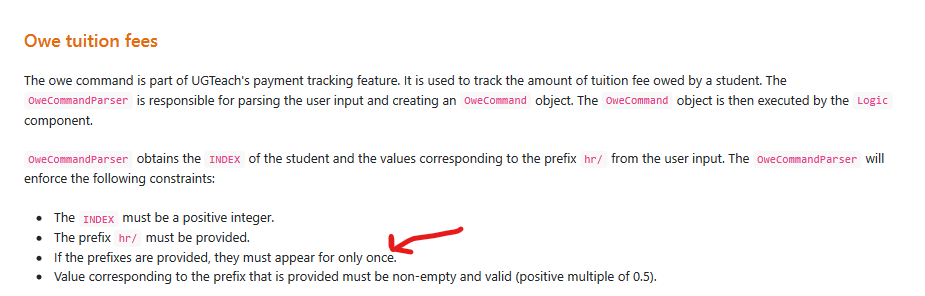 Owe tuition fees
The owe command is part of UGTeach's payment tracking feature. It is used to track the amount of tuition fee owed by a student. The
OweCommandParser is responsible for parsing the user input and creating an OweCommand object. The OweCommand object is then executed by the Logic
component.
OweCommandParser obtains the INDEX of the student and the values corresponding to the prefix hr/ from the user input. The OweCommandParser will
enforce the following constraints:
• The INDEX must be a positive integer.
• The prefix hr/ must be provided.
• If the prefixes are provided, they must appear for only once.
• Value corresponding to the prefix that is provided must be non-empty and valid (positive multiple of 0.5).